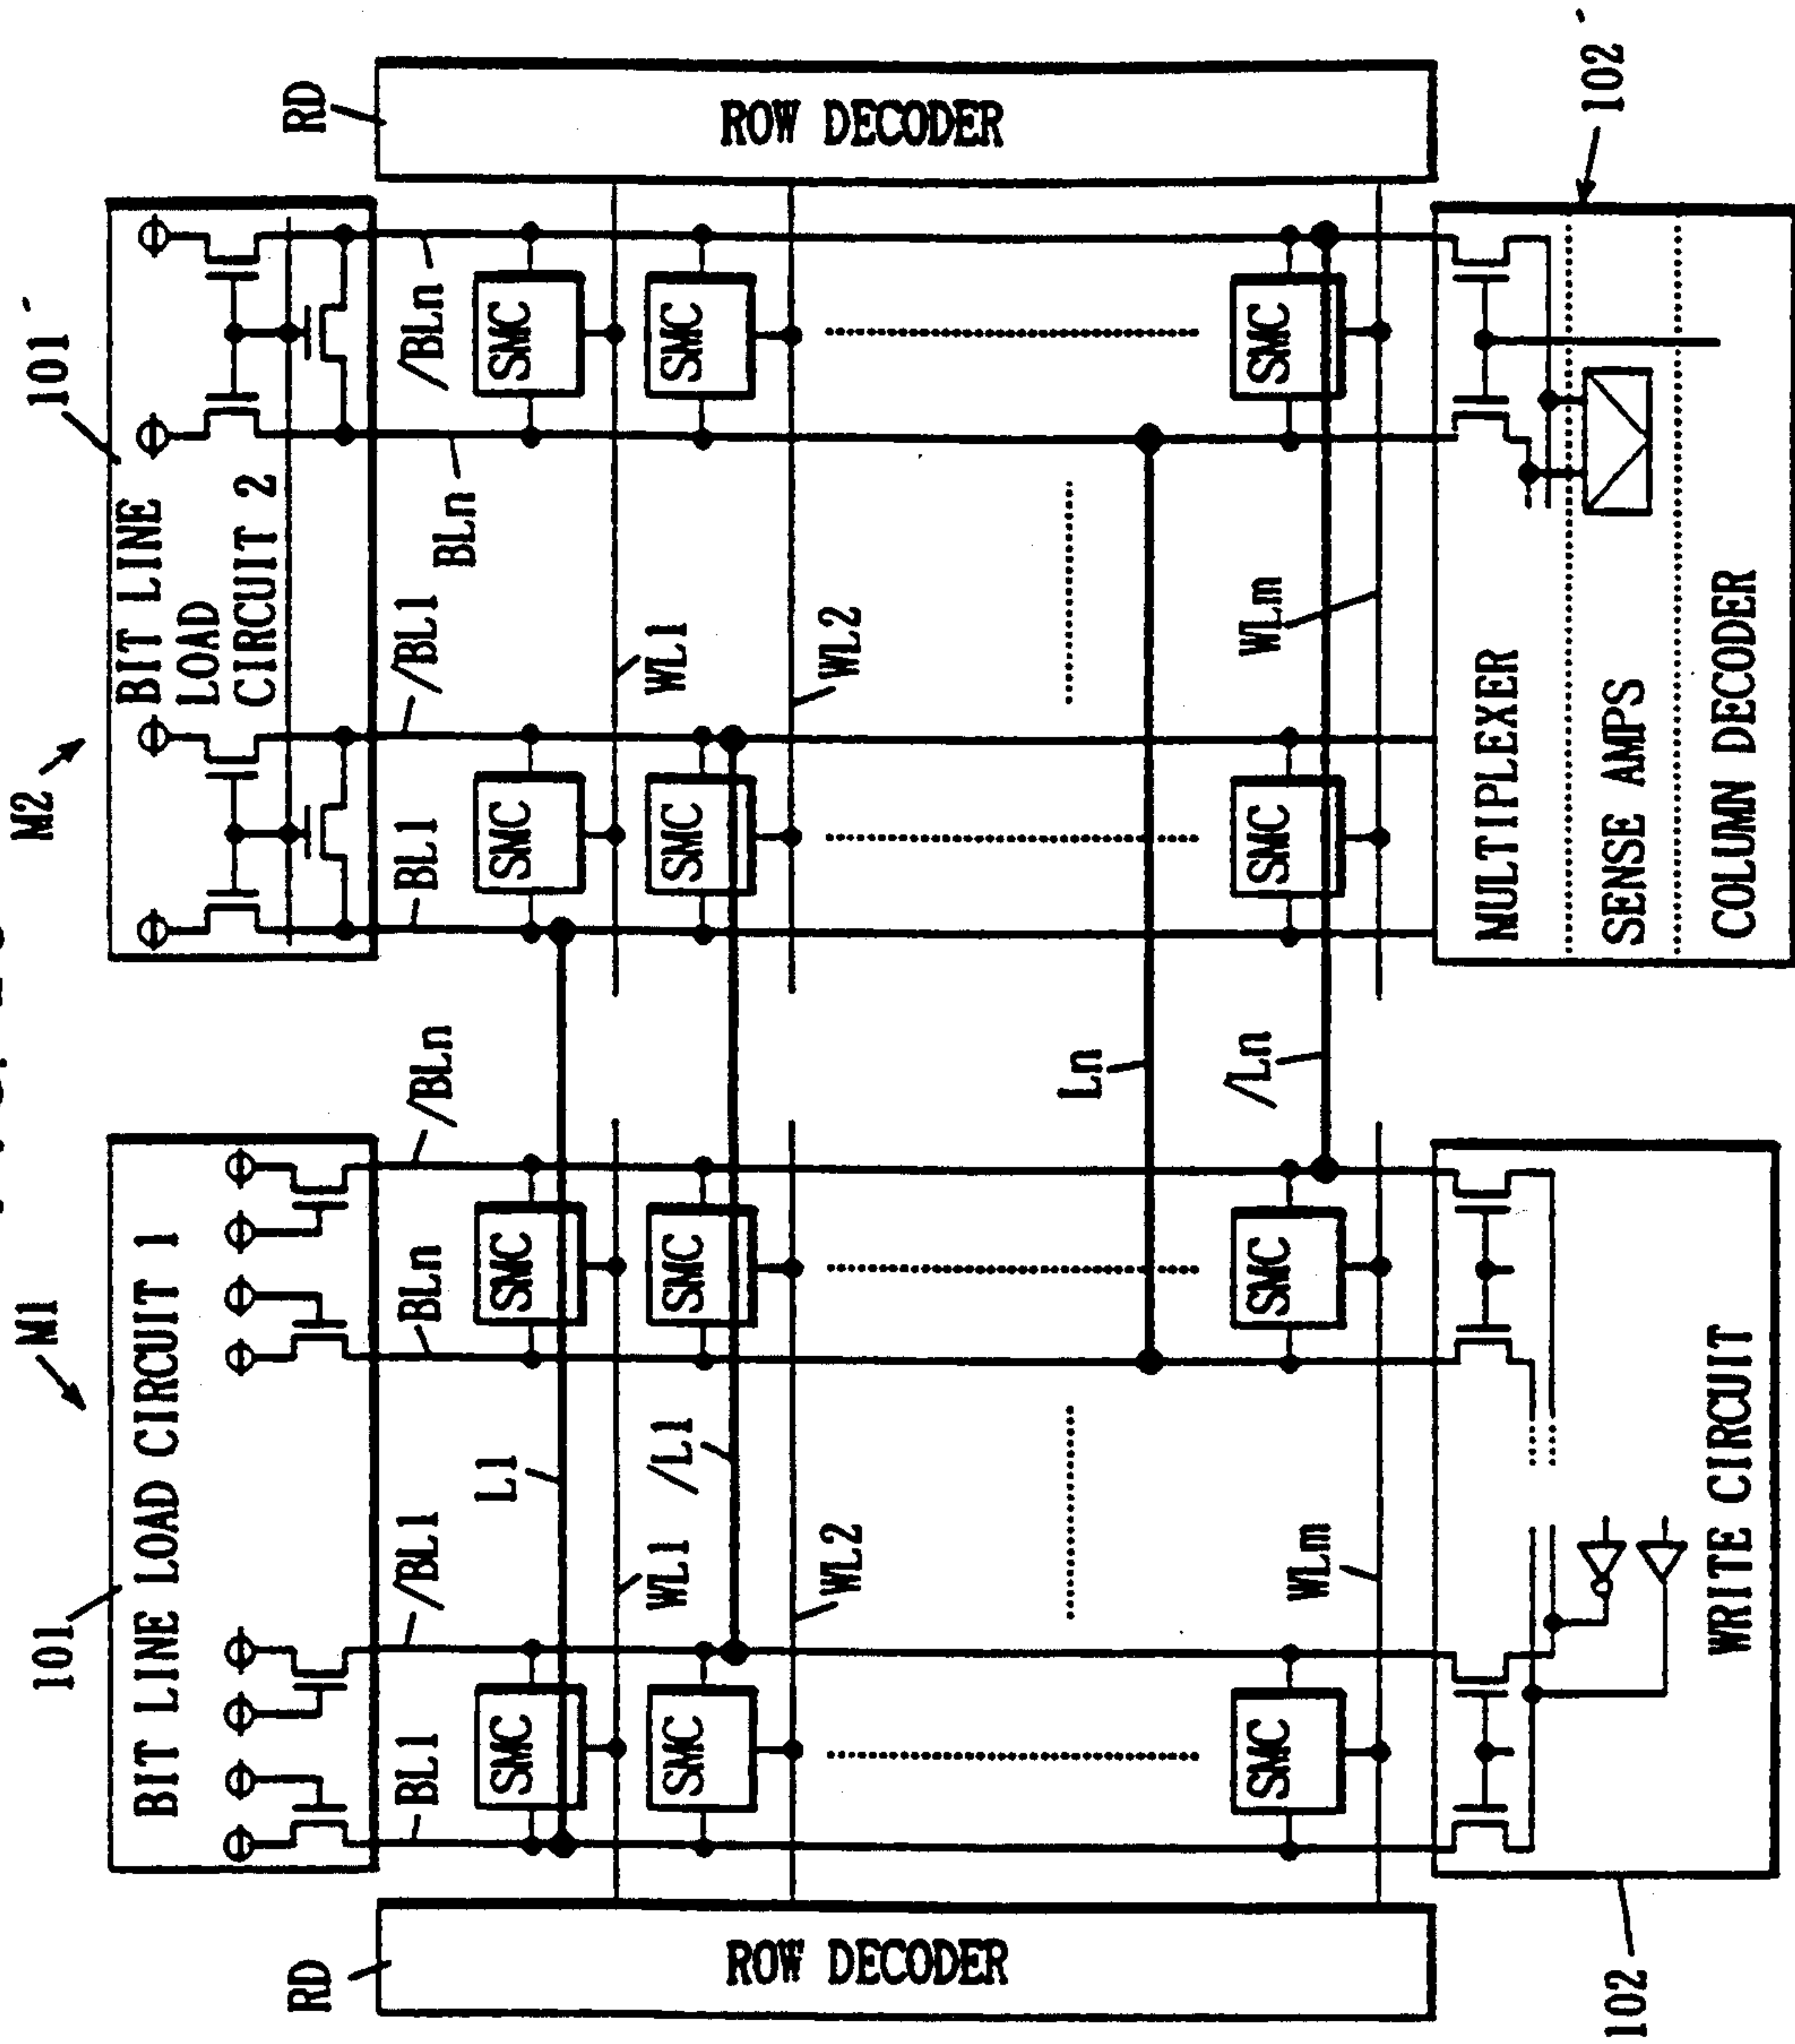 M1
M2
101
101'
BIT LINE LOAD CIRCUIT 1
BIT LINE
LOAD
CIRCUIT 2
RD
RD
BL1
/BL1
BLn
/BLn
BL1
/BL1
BLn
/BLn
SMC
SMC
SMC
SMC
L1
WL1
WL1
SMC
SMC
SMC
SMC
/L1
WL2
WL2
ROW DECODER
ROW DECODER
Ln
/Ln
WLm
WLm
SMC
SMC
SMC
SMC
MULTIPLEXER
SENSE AMPS
WRITE CIRCUIT
COLUMN DECODER
102
102'